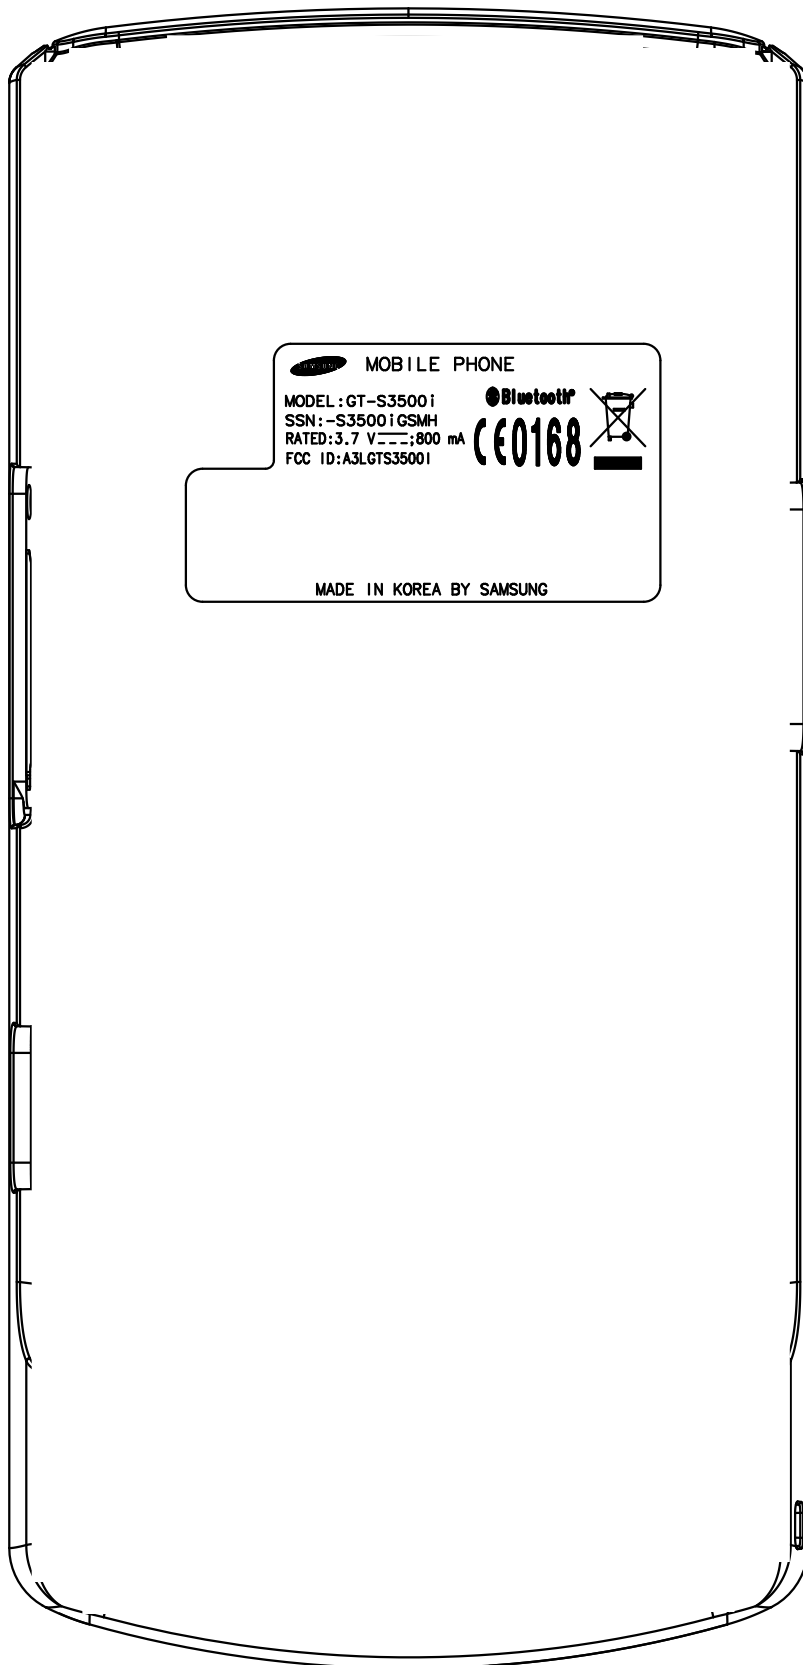 SAMSUNG MOBILE PHONE
MODEL:GT-S3500i
SSN:-S3500iGSMH
RATED:3.7 V⎓;800 mA
FCC ID:A3LGTS3500I
Bluetooth®
CE0168
MADE IN KOREA BY SAMSUNG